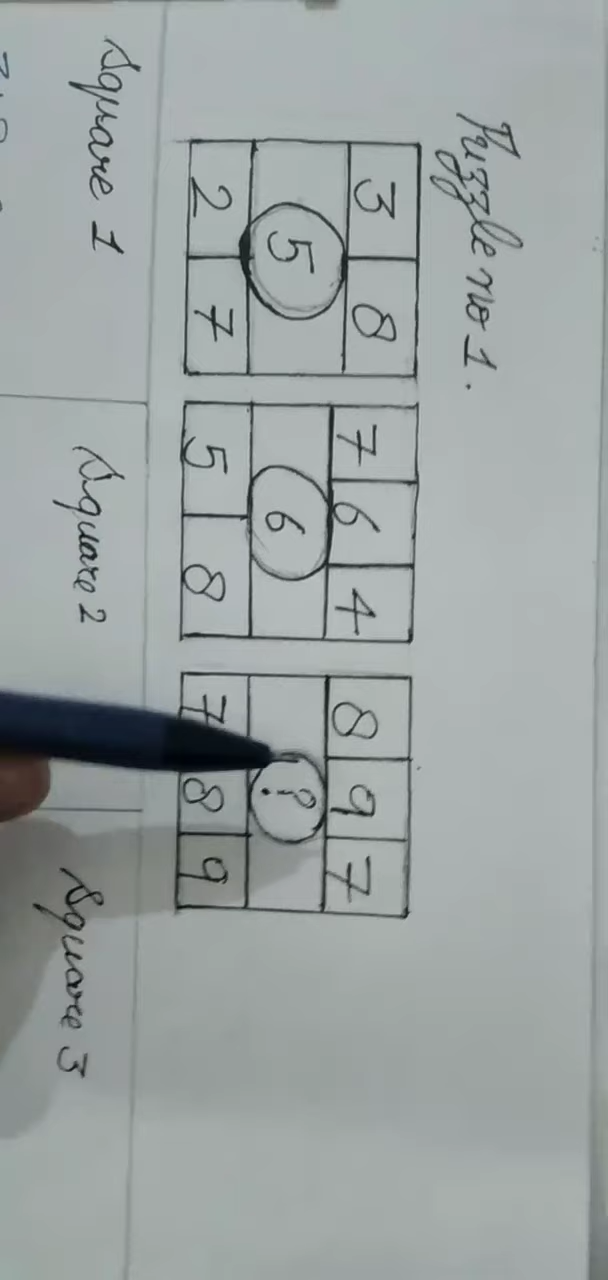 Puzzle no 1.
3 8
5
2 7
7 6 4
6
5 8
8 9 7
?
7 8 9
Square 1
Square 2
Square 3